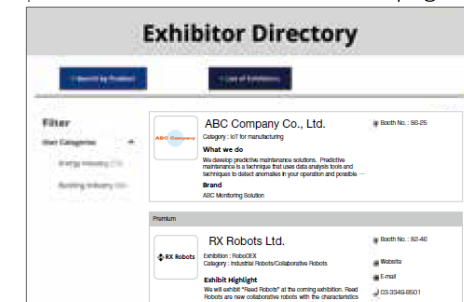 Exhibitor Directory
Search by Product
List of Exhibitors
Filter
User Categories
Energy Industry
Building Industry
ABC Company
ABC Company Co., Ltd.
Booth No. : S6-25
Category : IoT for manufacturing
What we do
We develop predictive maintenance solutions. Predictive
maintenance is a technique that uses data analysis tools and
techniques to detect anomalies in your operation and possible ···
Brand
ABC Monitoring Solution
Premium
RX Robots
RX Robots Ltd.
Booth No. : 92-40
Exhibition : RoboDEX
Category : Industrial Robots/Collaborative Robots
Website
E-mail
Exhibit Highlight
We will exhibit "Reed Robots" at the coming exhibition. Reed
Robots are new collaborative robots with the characteristics
03-3349-8501